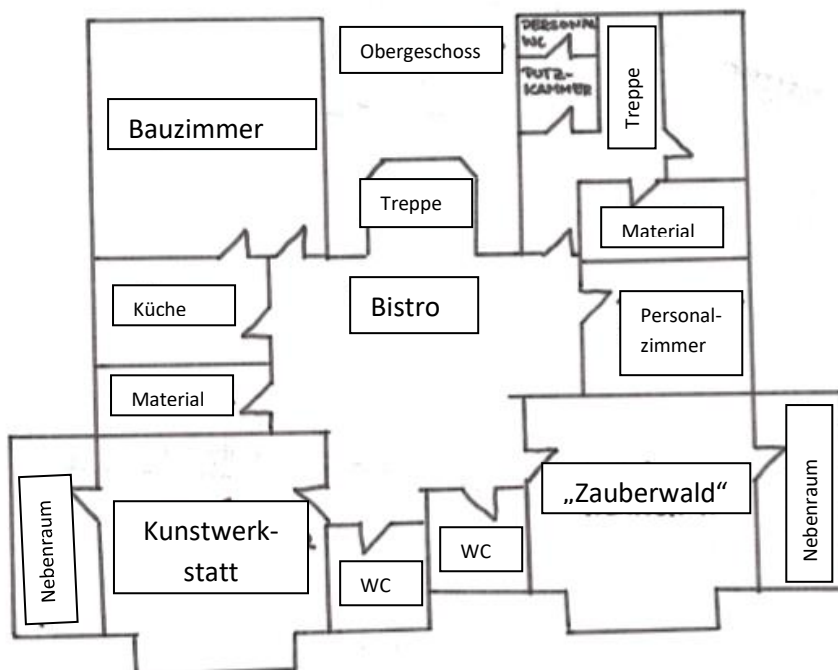 PERSONAL
WC
Obergeschoss
PUTZ-
KAMMER
Treppe
Bauzimmer
Treppe
Material
Küche
Bistro
Personal-
zimmer
Material
Nebenraum
Kunstwerk-
statt
WC
WC
„Zauberwald“
Nebenraum